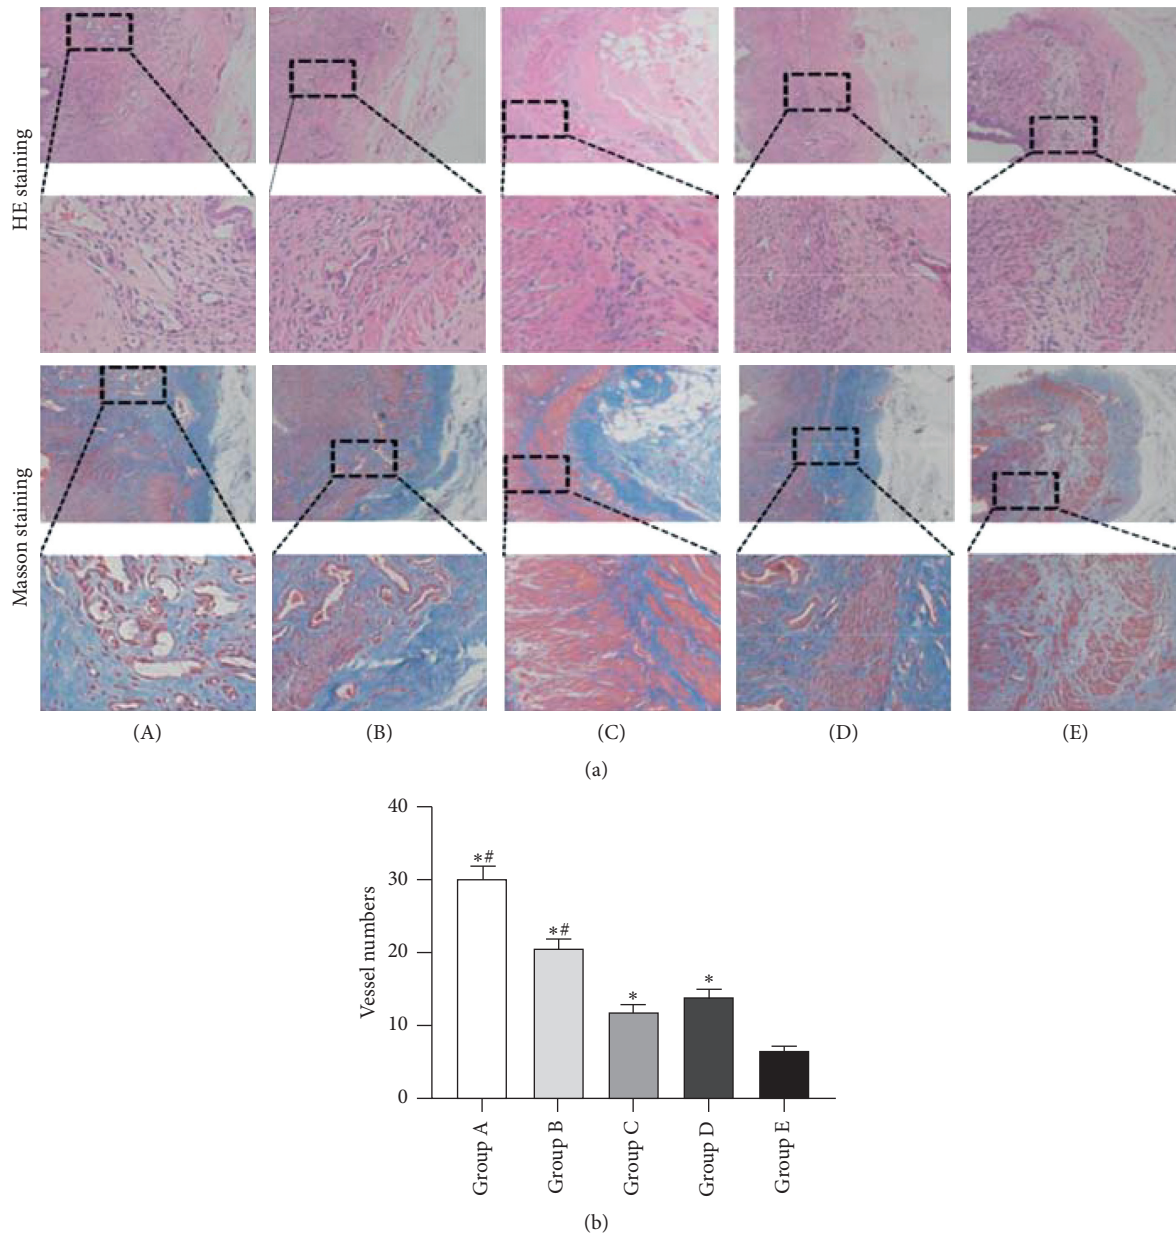 HE staining
Masson staining
(A) (B) (C) (D) (E)
(a)
Vessel numbers
40
30
20
10
0
*#
*#
*
*
Group A
Group B
Group C
Group D
Group E
(b)